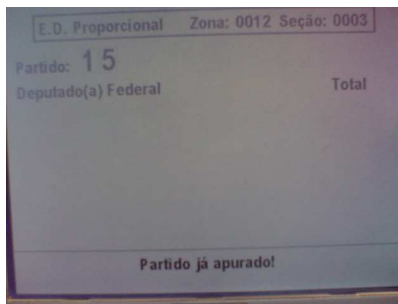 E.D. Proporcional Zona: 0012 Seção: 0003
Partido: 15
Deputado(a) Federal Total
Partido já apurado!